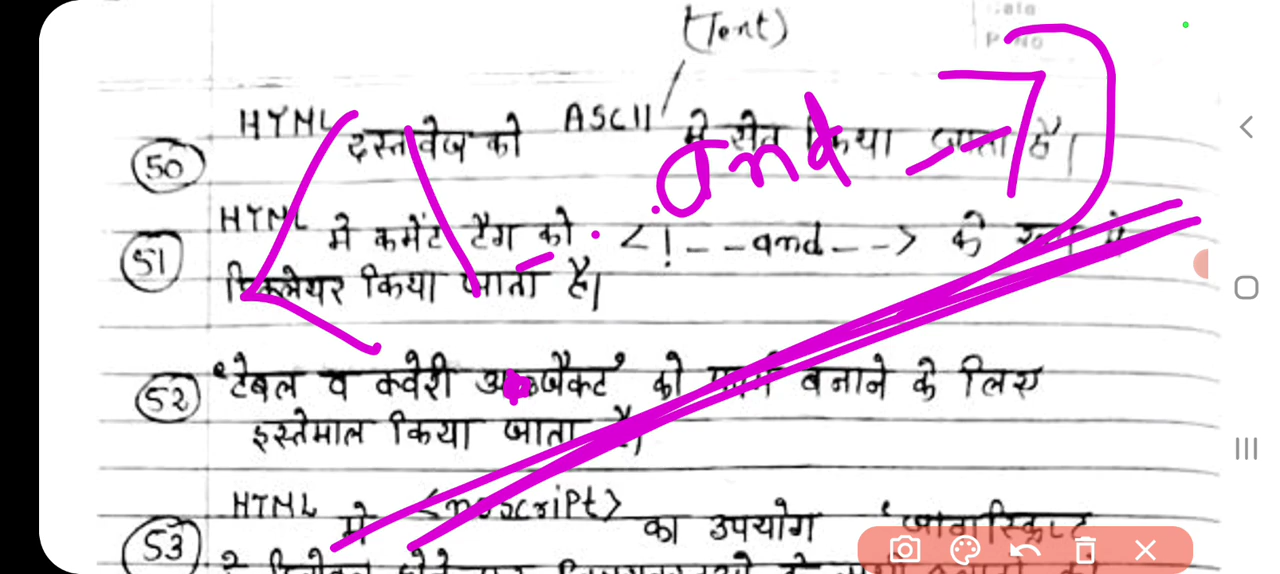 (Text)
HTML दस्तावेज को ASCII / मे सेव किया जाता है।
50
HTML मे कमेंट टैग को <!--and--> के रूप मे
51
डिक्लेयर किया जाता है।
and
52 'टेबल व क्वेरी ऑब्जैक्ट' को फार्म बनाने के लिए
इस्तेमाल किया जाता है।
HTML मे <noscript> का उपयोग 'जावास्क्रिप्ट
53